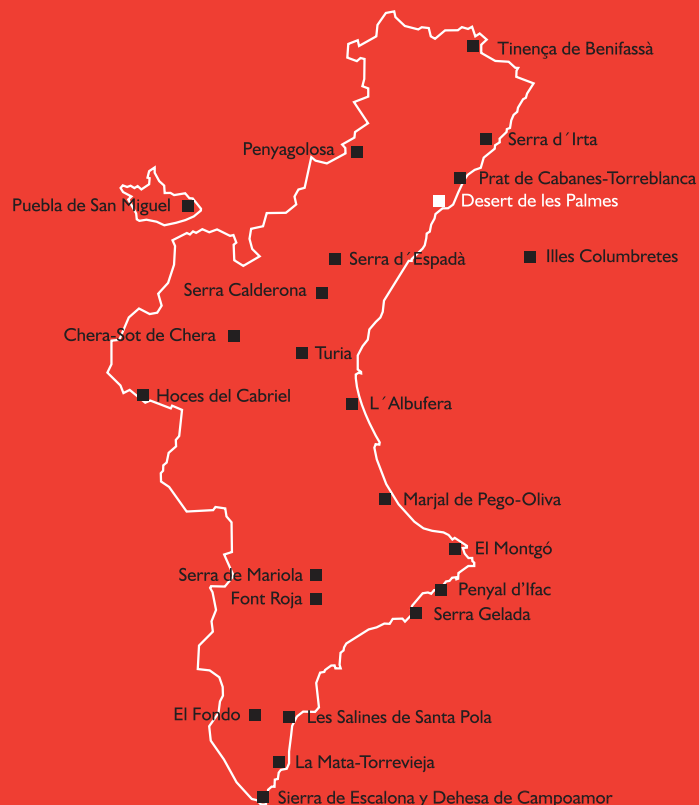 Tinença de Benifassà
Serra d´Irta
Penyagolosa
Prat de Cabanes-Torreblanca
Desert de les Palmes
Puebla de San Miguel
Illes Columbretes
Serra d´Espadà
Serra Calderona
Chera-Sot de Chera
Turia
Hoces del Cabriel
L´Albufera
Marjal de Pego-Oliva
El Montgó
Serra de Mariola
Penyal d’Ifac
Font Roja
Serra Gelada
El Fondo
Les Salines de Santa Pola
La Mata-Torrevieja
Sierra de Escalona y Dehesa de Campoamor